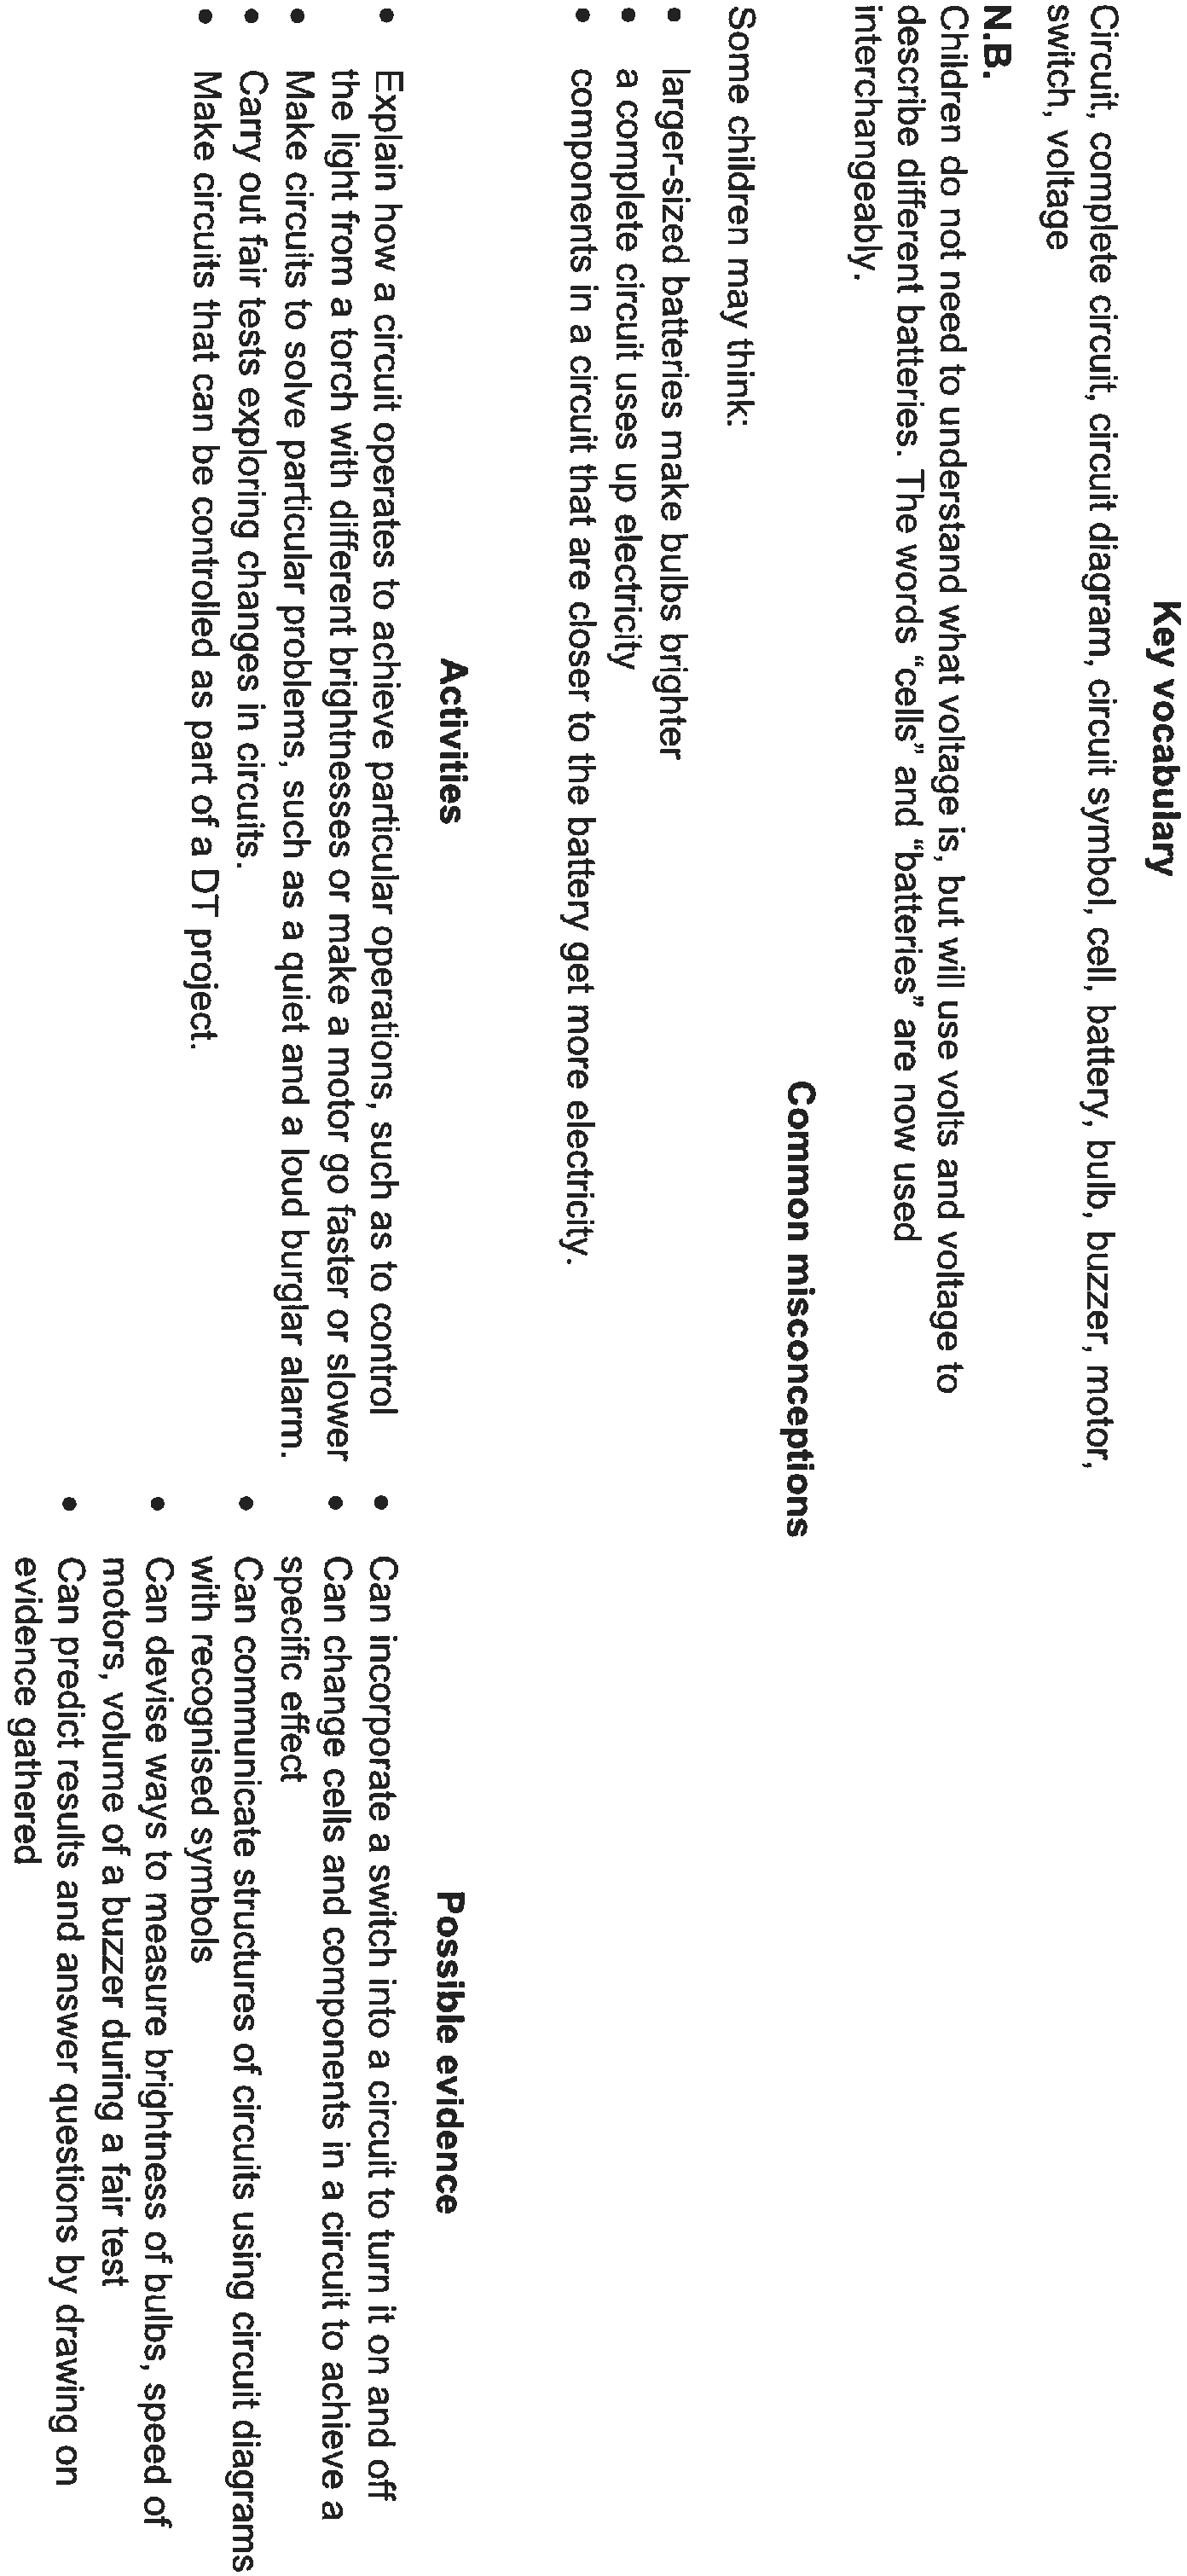 Key vocabulary
Circuit, complete circuit, circuit diagram, circuit symbol, cell, battery, bulb, buzzer, motor,
switch, voltage
N.B.
Children do not need to understand what voltage is, but will use volts and voltage to
describe different batteries. The words “cells” and “batteries” are now used
interchangeably.
Common misconceptions
Some children may think:
• larger-sized batteries make bulbs brighter
• a complete circuit uses up electricity
• components in a circuit that are closer to the battery get more electricity.
Activities
• Explain how a circuit operates to achieve particular operations, such as to control
the light from a torch with different brightnesses or make a motor go faster or slower
• Make circuits to solve particular problems, such as a quiet and a loud burglar alarm.
• Carry out fair tests exploring changes in circuits.
• Make circuits that can be controlled as part of a DT project.
Possible evidence
• Can incorporate a switch into a circuit to turn it on and off
• Can change cells and components in a circuit to achieve a
specific effect
• Can communicate structures of circuits using circuit diagrams
with recognised symbols
• Can devise ways to measure brightness of bulbs, speed of
motors, volume of a buzzer during a fair test
• Can predict results and answer questions by drawing on
evidence gathered